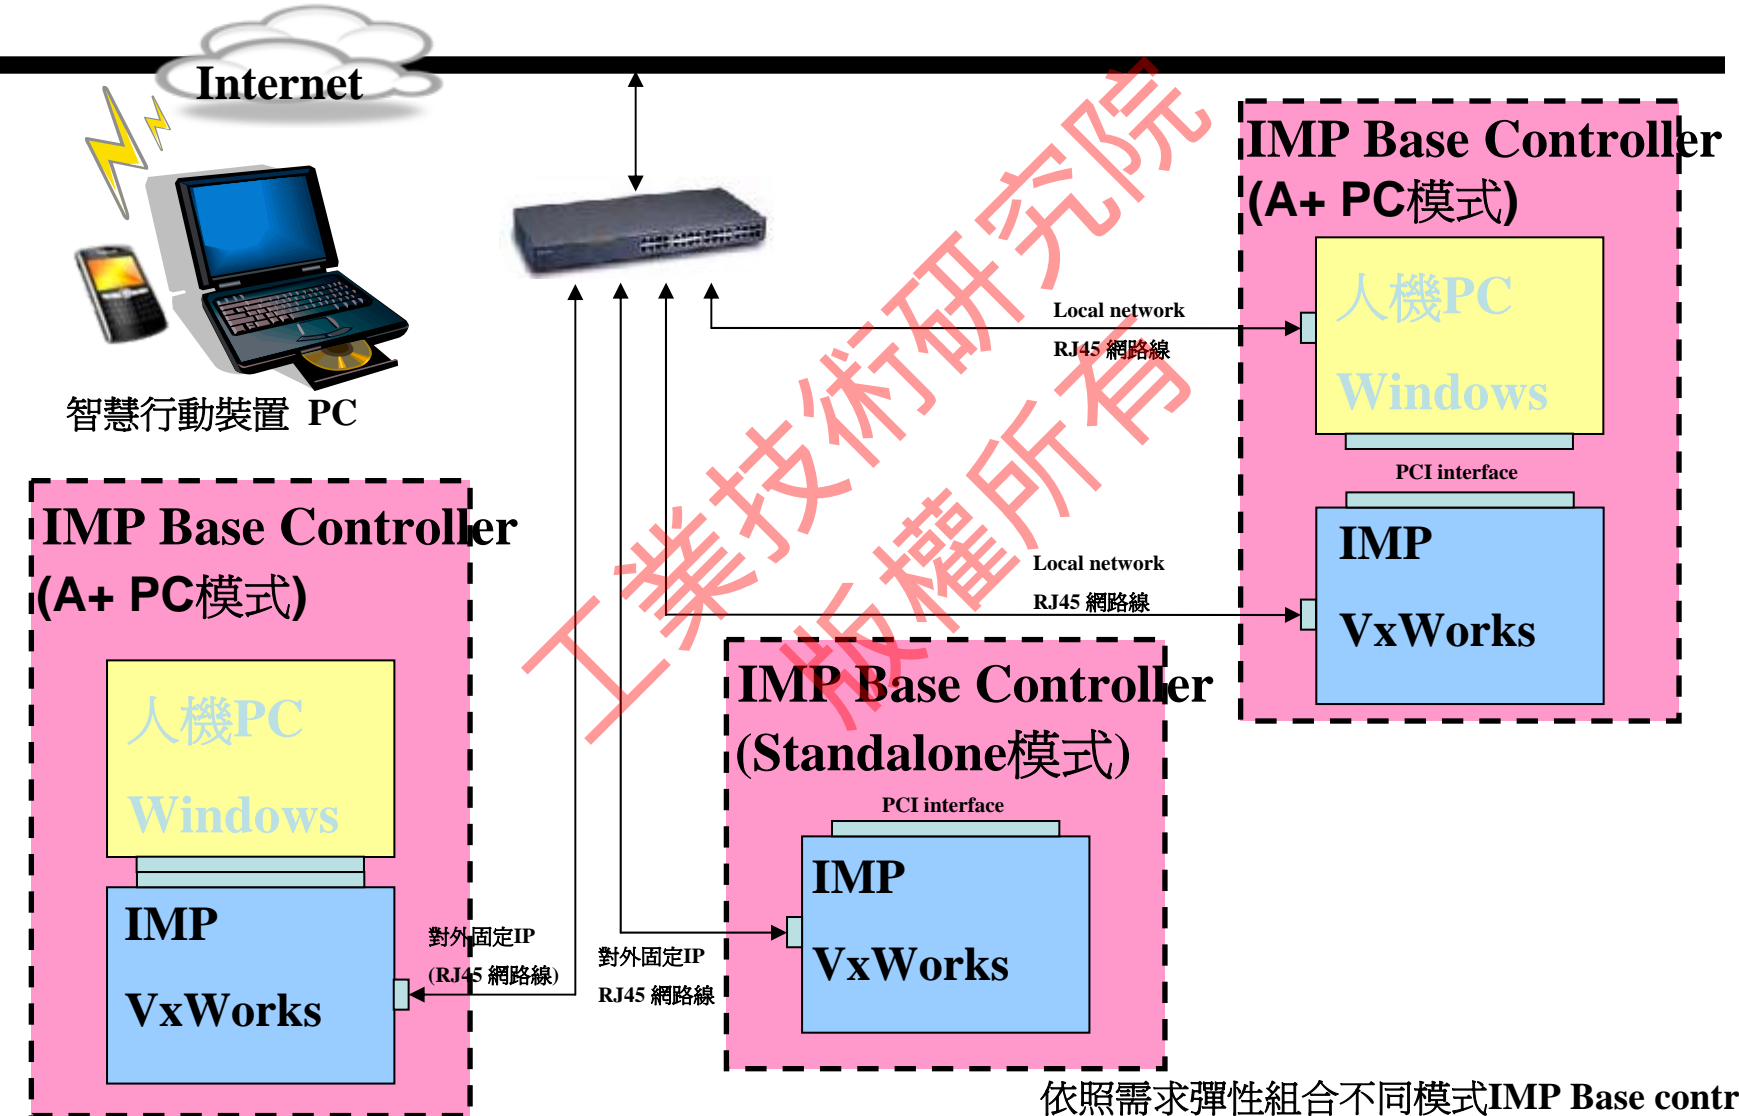 Internet
智慧行動裝置 PC
IMP Base Controller
(A+ PC模式)
人機PC
Windows
PCI interface
IMP
VxWorks
Local network
RJ45 網路線
Local network
RJ45 網路線
IMP Base Controller
(A+ PC模式)
人機PC
Windows
IMP
VxWorks
對外固定IP
(RJ45 網路線)
對外固定IP
RJ45 網路線
IMP Base Controller
(Standalone模式)
PCI interface
IMP
VxWorks
依照需求彈性組合不同模式IMP Base contr
工業技術研究院
版權所有